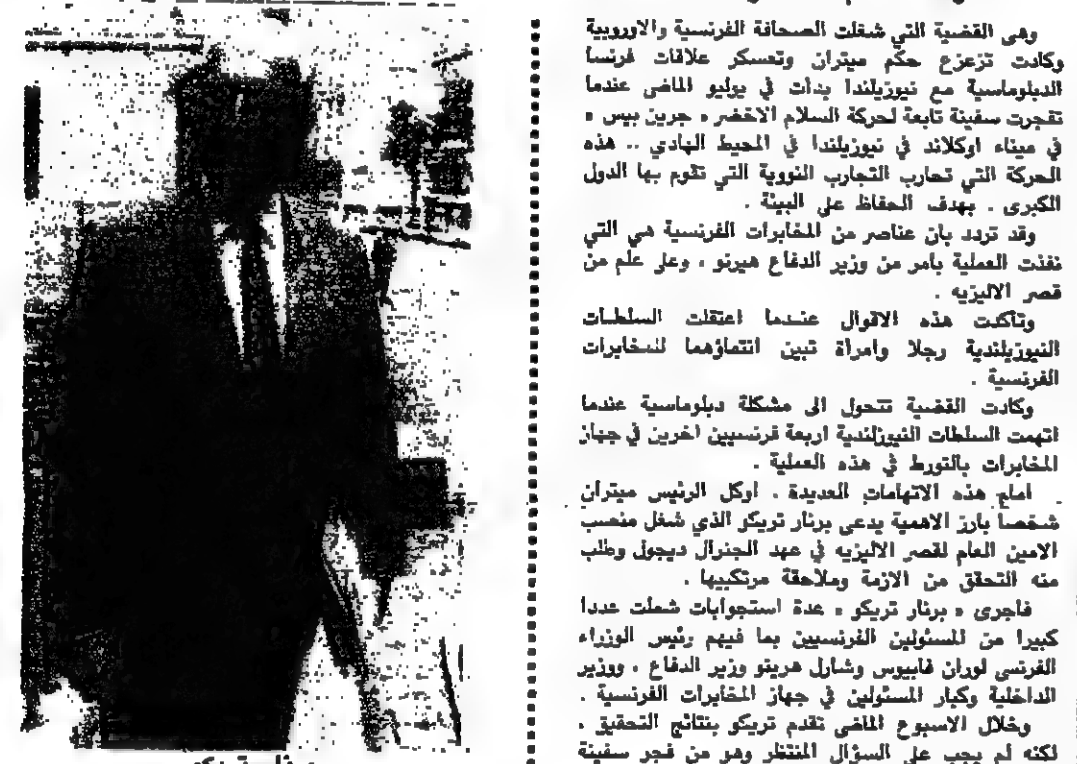 وهى القضية التي شغلت الصحافة الفرنسية والاوروبية
وكادت تزعزع حكم ميتران وتعسكر علاقات فرنسا
الدبلوماسية مع نيوزيلندا بدأت في يوليو الماضى عندما
تفجرت سفينة تابعة لحركة السلام الاخضر « جرين بيس »
في ميناء اوكلاند في نيوزيلندا في المحيط الهادي .. هذه
الحركة التي تحارب التجارب النووية التي تقوم بها الدول
الكبرى . بهدف الحفاظ على البيئة .
وقد تردد بان عناصر من المخابرات الفرنسية هي التي
نفذت العملية بامر من وزير الدفاع هيرنو ، وعلى علم من
قصر الاليزيه .
وتأكدت هذه الاقوال عندما اعتقلت السلطات
النيوزيلندية رجلا وامرأة تبين انتماؤهما للمخابرات
الفرنسية .
وكادت القضية تتحول الى مشكلة دبلوماسية عندما
اتهمت السلطات النيوزلندية اربعة فرنسيين اخرين في جهاز
المخابرات بالتورط في هذه العملية .
امام هذه الاتهامات العديدة . اوكل الرئيس ميتران
شخصاً بارز الاهمية يدعى برنار تريكو الذي شغل منصب
الامين العام لقصر الاليزيه في عهد الجنرال ديجول وطلب
منه التحقق من الازمة وملاحقة مرتكبيها .
فاجرى « برنار تريكو » عدة استجوابات شملت عددا
كبيرا من المسئولين الفرنسيين بما فيهم رئيس الوزراء
الفرنسى لوران فابيوس وشارل هرينو وزير الدفاع ، ووزير
الداخلية وكبار المسئولين في جهاز المخابرات الفرنسية .
وخلال الاسبوع الماضى تقدم تريكو بنتائج التحقيق .
لكنه لم يجب على السؤال المنتظر وهو من فجر سفينة